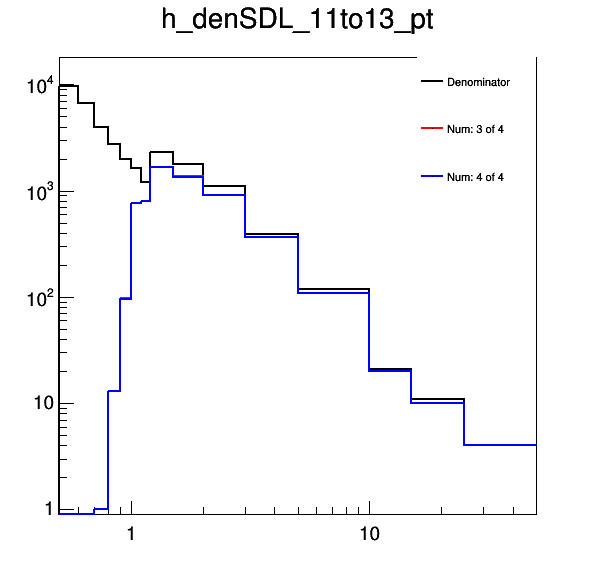 h_denSDL_11to13_pt
10^4
Denominator
Num: 3 of 4
Num: 4 of 4
10^3
10^2
10
1
1 10